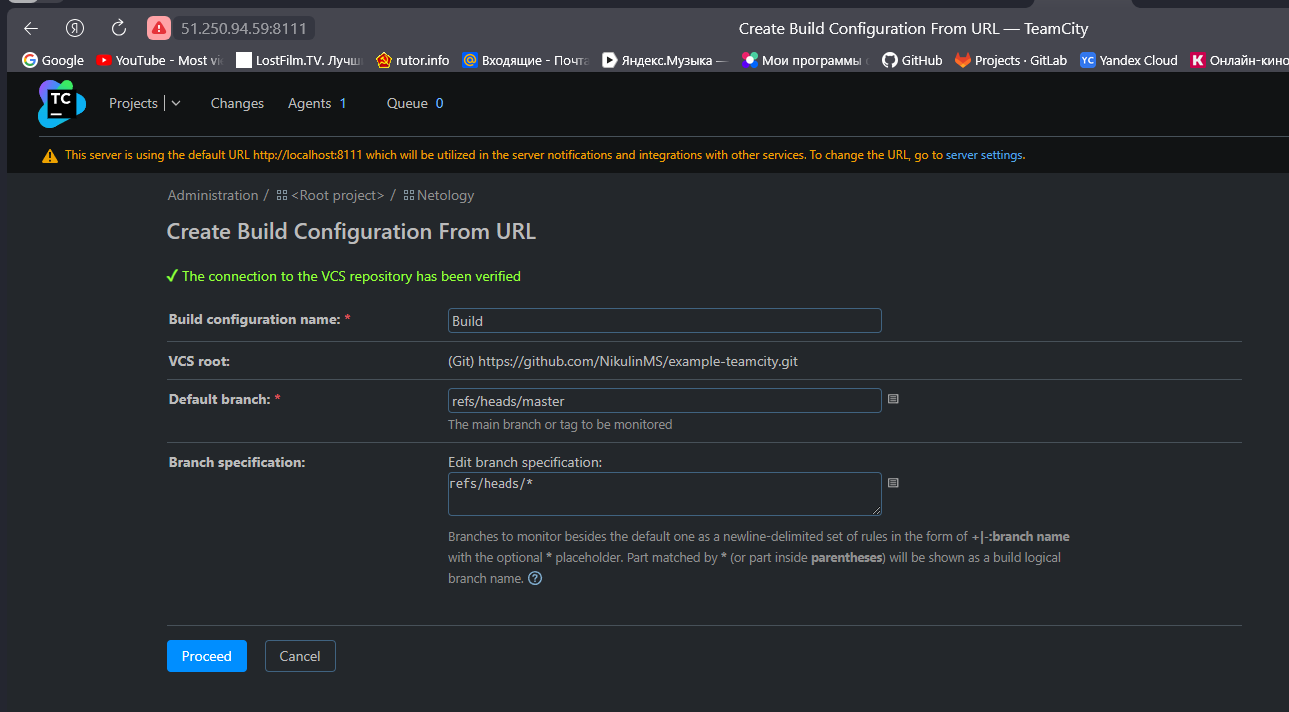 51.250.94.59:8111 Create Build Configuration From URL — TeamCity
Google YouTube - Most LostFilm.TV. Лучш rutor.info Входящие - Почта Яндекс.Музыка — Мои программы GitHub Projects · GitLab YC Yandex Cloud K Онлайн-кино
TC Projects Changes Agents 1 Queue 0
This server is using the default URL http://localhost:8111 which will be utilized in the server notifications and integrations with other services. To change the URL, go to server settings.
Administration / <Root project> / Netology
Create Build Configuration From URL
✓ The connection to the VCS repository has been verified
Build configuration name: * Build
VCS root: (Git) https://github.com/NikulinMS/example-teamcity.git
Default branch: * refs/heads/master
The main branch or tag to be monitored
Branch specification: Edit branch specification:
refs/heads/*
Branches to monitor besides the default one as a newline-delimited set of rules in the form of +|-:branch name
with the optional * placeholder. Part matched by * (or part inside parentheses) will be shown as a build logical
branch name. ?
Proceed Cancel